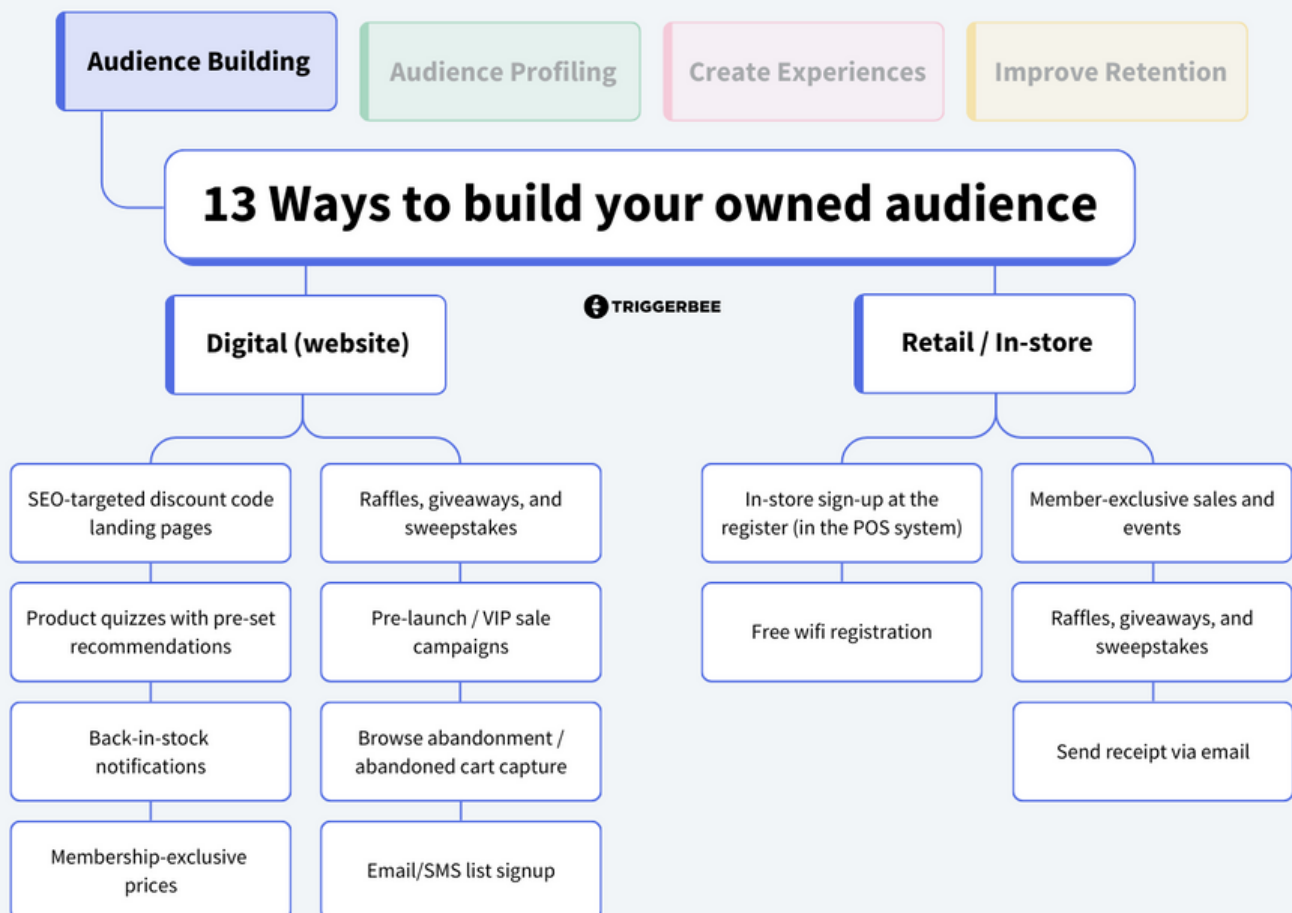 Audience Building
Audience Profiling
Create Experiences
Improve Retention
13 Ways to build your owned audience
TRIGGERBEE
Digital (website)
Retail / In-store
SEO-targeted discount code
landing pages
Raffles, giveaways, and
sweepstakes
In-store sign-up at the
register (in the POS system)
Member-exclusive sales and
events
Product quizzes with pre-set
recommendations
Pre-launch / VIP sale
campaigns
Free wifi registration
Raffles, giveaways, and
sweepstakes
Back-in-stock
notifications
Browse abandonment /
abandoned cart capture
Send receipt via email
Membership-exclusive
prices
Email/SMS list signup